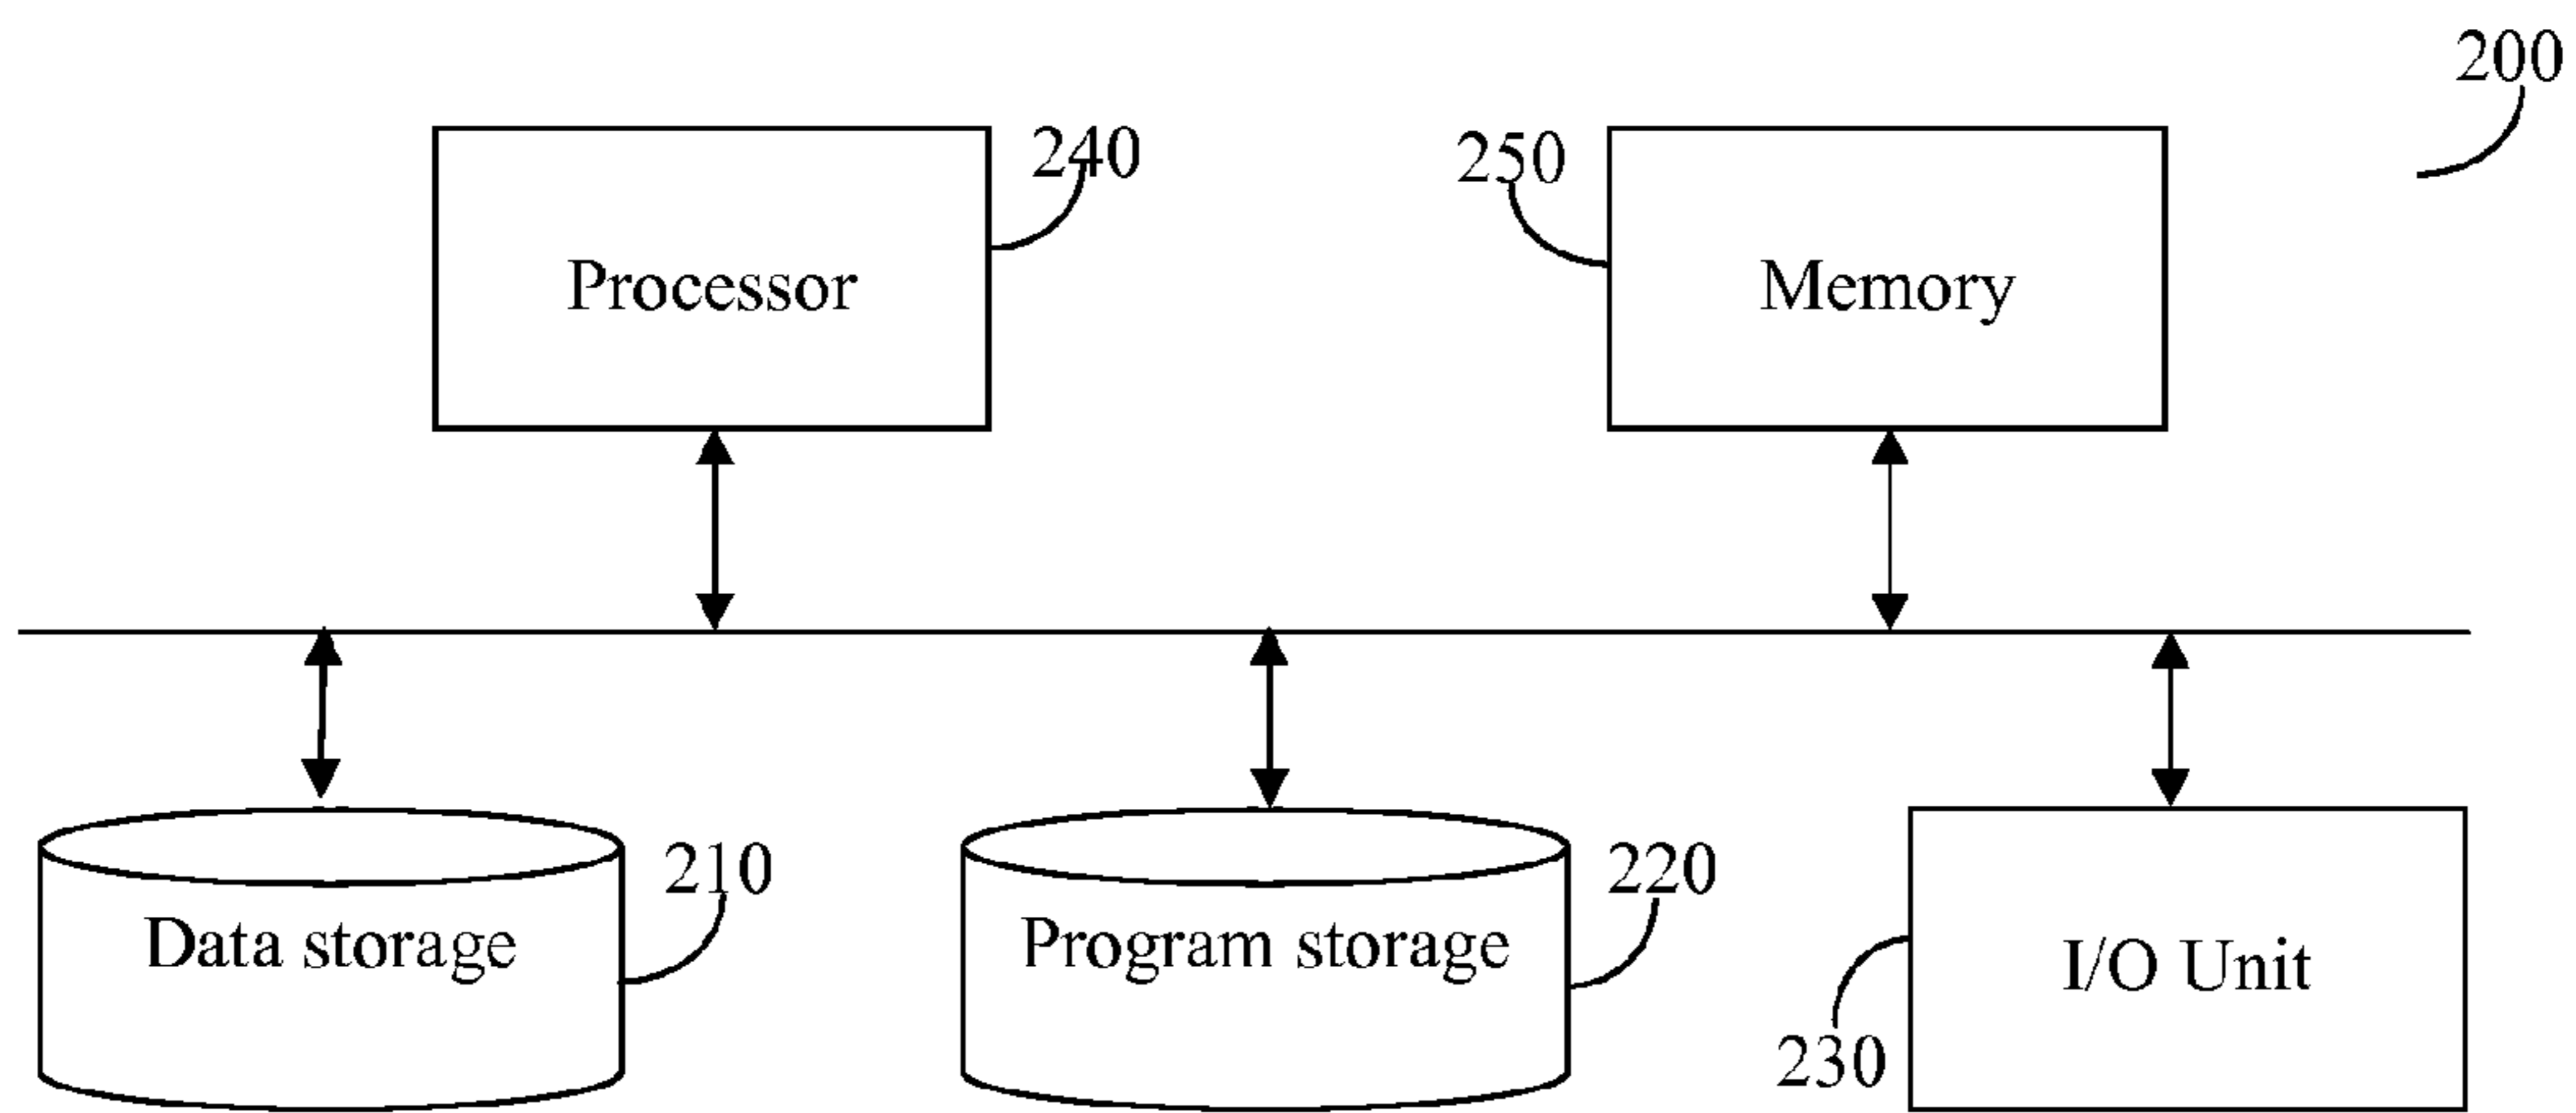 200
240
250
Processor
Memory
210
220
Data storage
Program storage
I/O Unit
230